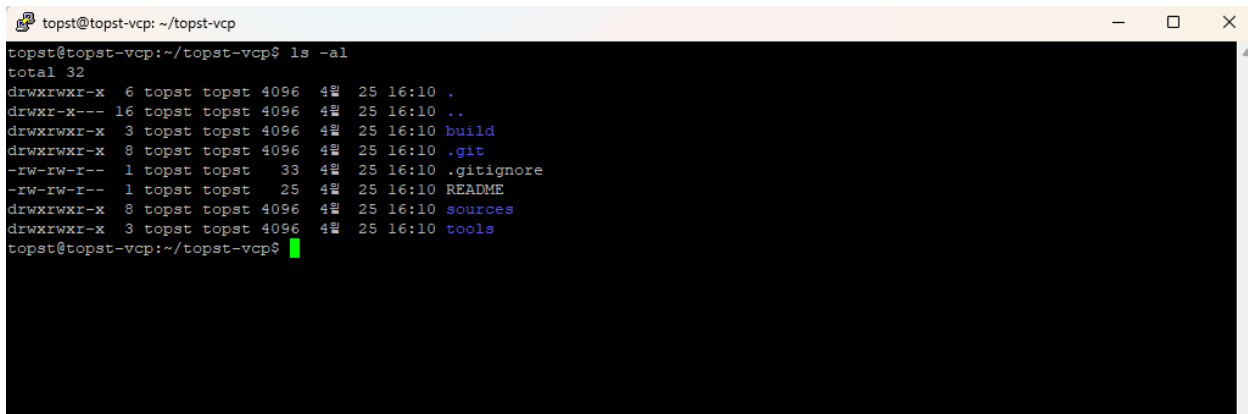 topst@topst-vcp: ~/topst-vcp
topst@topst-vcp:~/topst-vcp$ ls -al
total 32
drwxrwxr-x  6 topst topst 4096  4월  25 16:10 .
drwxr-x--- 16 topst topst 4096  4월  25 16:10 ..
drwxrwxr-x  3 topst topst 4096  4월  25 16:10 build
drwxrwxr-x  8 topst topst 4096  4월  25 16:10 .git
-rw-rw-r--  1 topst topst   33  4월  25 16:10 .gitignore
-rw-rw-r--  1 topst topst   25  4월  25 16:10 README
drwxrwxr-x  8 topst topst 4096  4월  25 16:10 sources
drwxrwxr-x  3 topst topst 4096  4월  25 16:10 tools
topst@topst-vcp:~/topst-vcp$